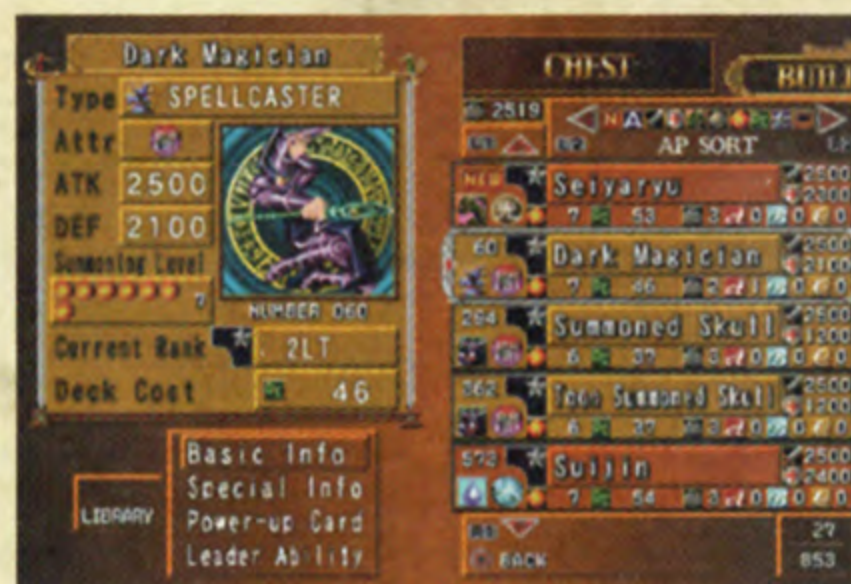 Dark Magician
Type SPELLCASTER
Attr
ATK 2500
DEF 2100
Summoning Level
7
NUMBER 060
Current Rank 2LT
Deck Cost 46
LIBRARY
Basic Info
Special Info
Power-up Card
Leader Ability
CHEST
2519
AP SORT
NEW Seiyaryu 2500
2300
7 53 3 0 0 0
60 Dark Magician 2500
2100
7 46 2 1 0 0
264 Summoned Skull 2500
1200
6 37 3 0 0 0
562 Toon Summoned Skull 2500
1200
6 37 3 0 0 0
572 Suijin 2500
2400
7 54 3 0 0 0
27
BACK 853